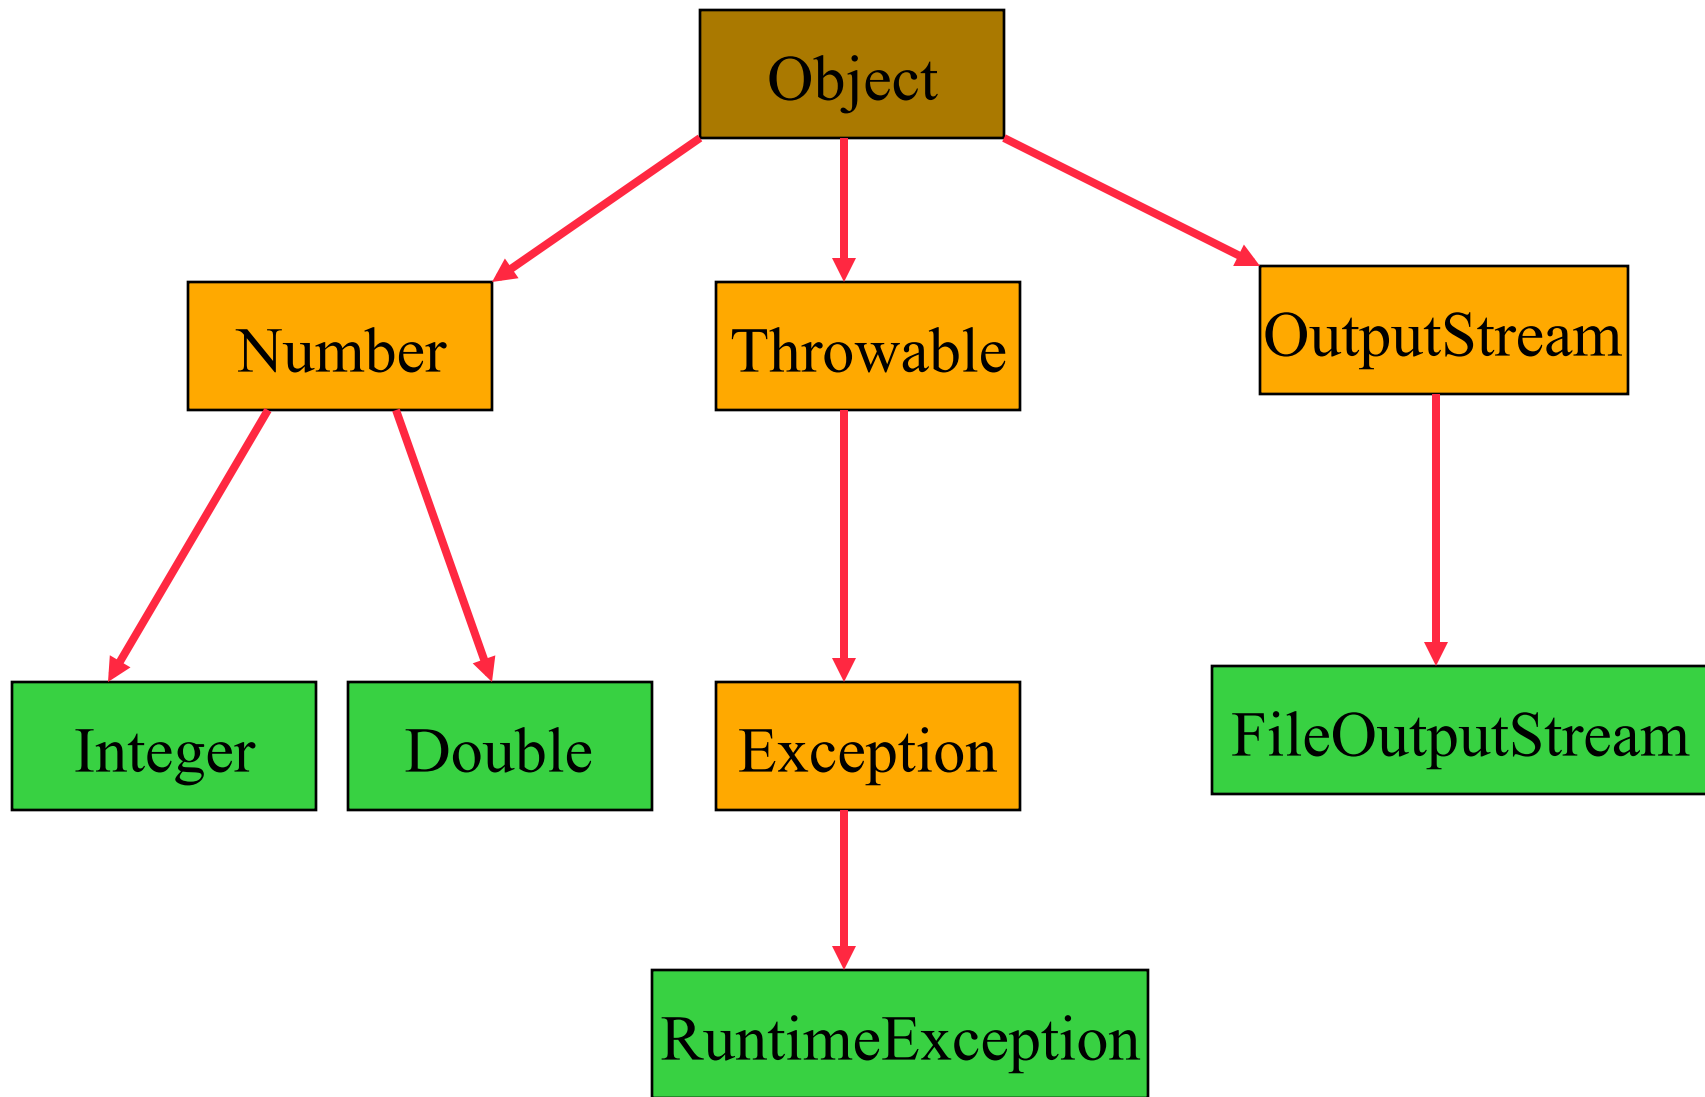 Object
Number
Throwable
OutputStream
Integer
Double
Exception
FileOutputStream
RuntimeException